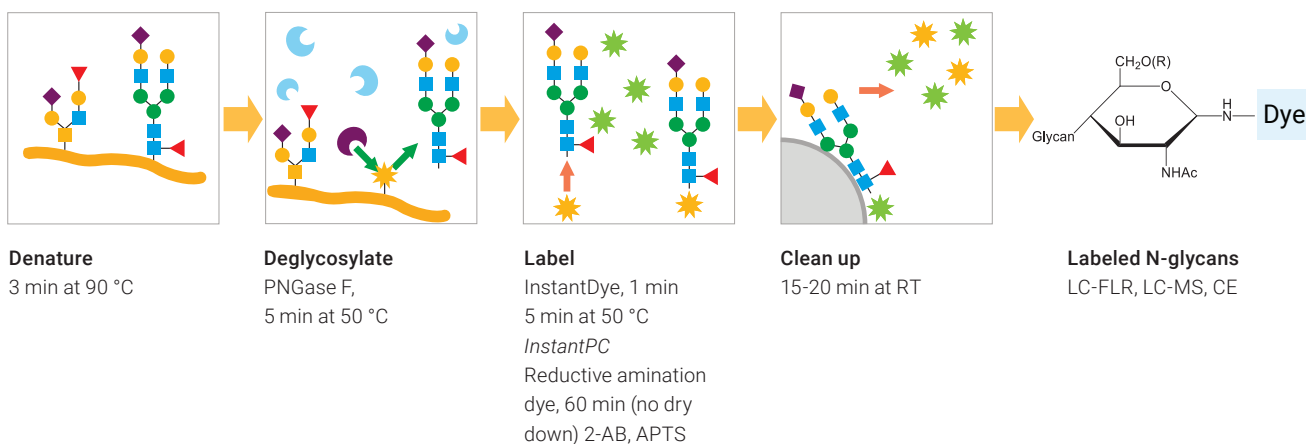 Denature
3 min at 90 °C
Deglycosylate
PNGase F,
5 min at 50 °C
Label
InstantDye, 1 min
5 min at 50 °C
InstantPC
Reductive amination
dye, 60 min (no dry
down) 2-AB, APTS
Clean up
15-20 min at RT
CH₂O(R)
O
OH
Glycan
NHAc
H
N
Dye
Labeled N-glycans
LC-FLR, LC-MS, CE